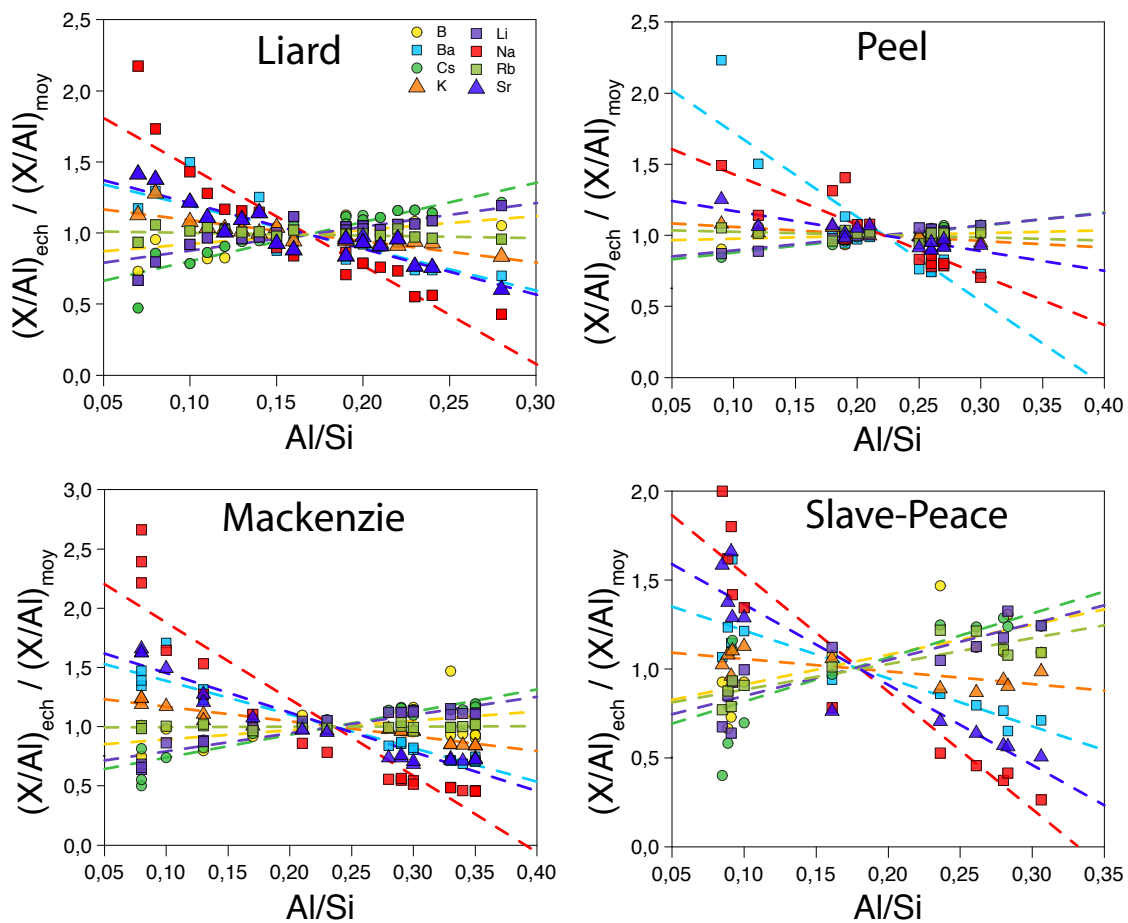 Liard
B
Ba
Cs
K
Li
Na
Rb
Sr
2,5
2,0
1,5
1,0
0,5
0,0
(X/Al)ech / (X/Al)moy
0,05 0,10 0,15 0,20 0,25 0,30
Al/Si
Peel
2,5
2,0
1,5
1,0
0,5
0,0
(X/Al)ech / (X/Al)moy
0,05 0,10 0,15 0,20 0,25 0,30 0,35 0,40
Al/Si
Mackenzie
3,0
2,5
2,0
1,5
1,0
0,5
0,0
(X/Al)ech / (X/Al)moy
0,05 0,10 0,15 0,20 0,25 0,30 0,35 0,40
Al/Si
Slave-Peace
2,0
1,5
1,0
0,5
0,0
(X/Al)ech / (X/Al)moy
0,05 0,10 0,15 0,20 0,25 0,30 0,35
Al/Si